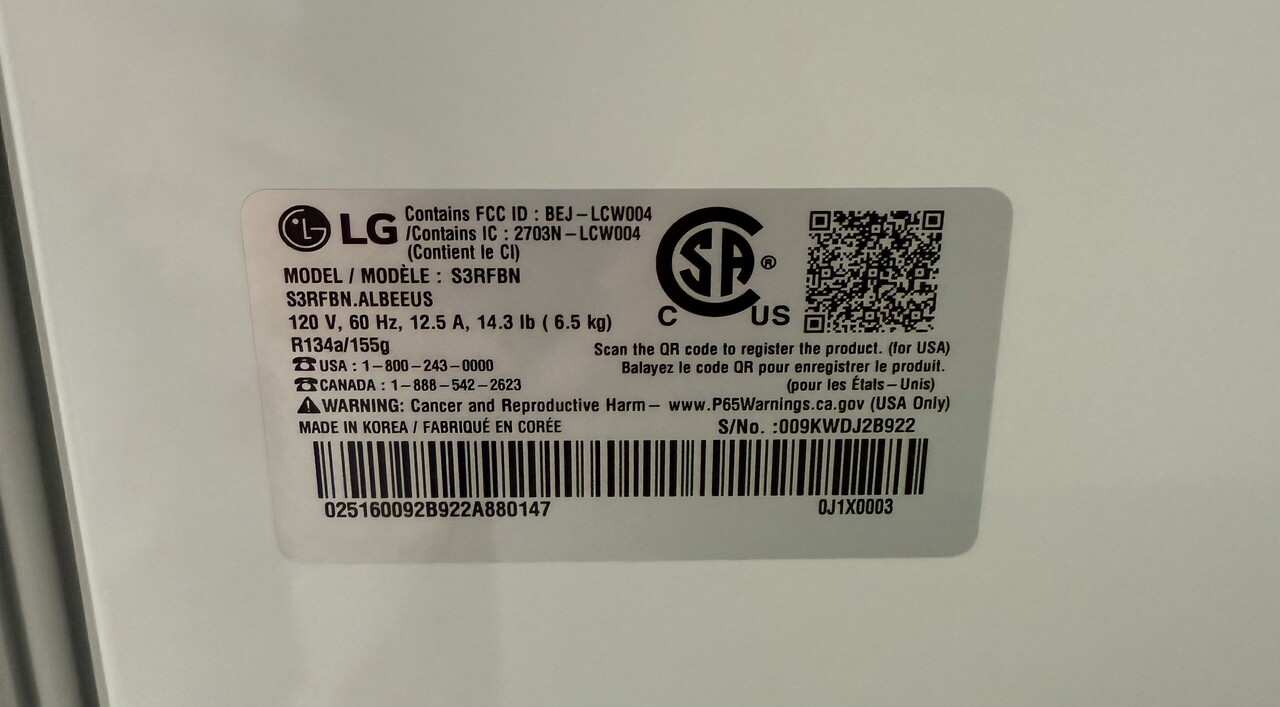 LG Contains FCC ID : BEJ-LCW004
/Contains IC : 2703N-LCW004
(Contient le CI)
MODEL / MODÈLE : S3RFBN
S3RFBN.ALBEEUS
120 V, 60 Hz, 12.5 A, 14.3 lb ( 6.5 kg)
R134a/155g
☎USA : 1-800-243-0000
☎CANADA : 1-888-542-2623
CSA ®
C US
Scan the QR code to register the product. (for USA)
Balayez le code QR pour enregistrer le produit.
(pour les États-Unis)
⚠WARNING: Cancer and Reproductive Harm- www.P65Warnings.ca.gov (USA Only)
MADE IN KOREA / FABRIQUÉ EN CORÉE
S/No. :009KWDJ2B922
025160092B922A880147
0J1X0003